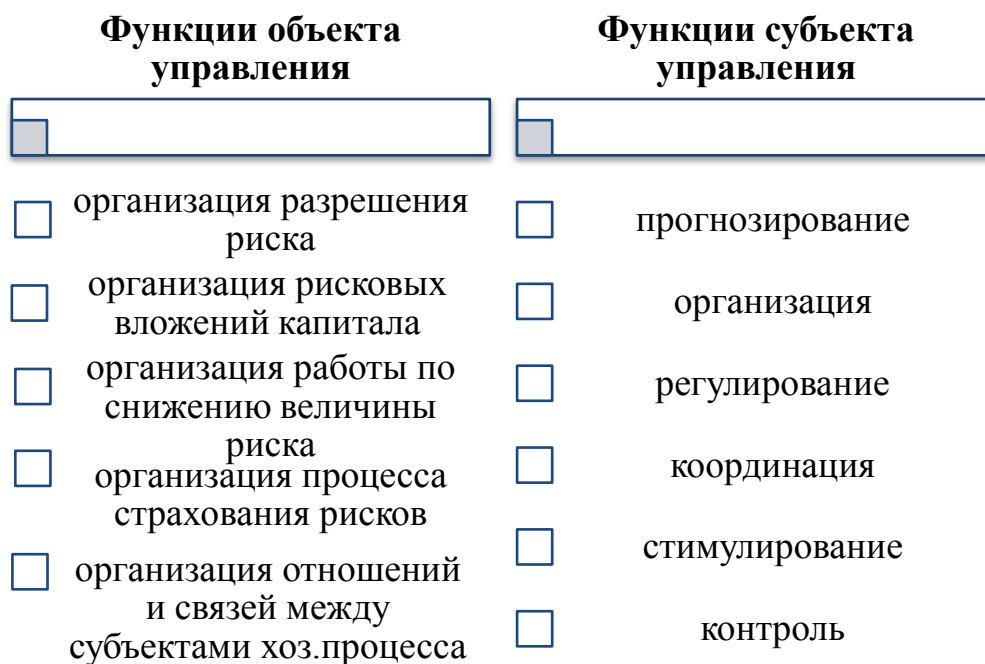 Функции объекта
управления
организация разрешения
риска
организация рисковых
вложений капитала
организация работы по
снижению величины
риска
организация процесса
страхования рисков
организация отношений
и связей между
субъектами хоз.процесса
Функции субъекта
управления
прогнозирование
организация
регулирование
координация
стимулирование
контроль